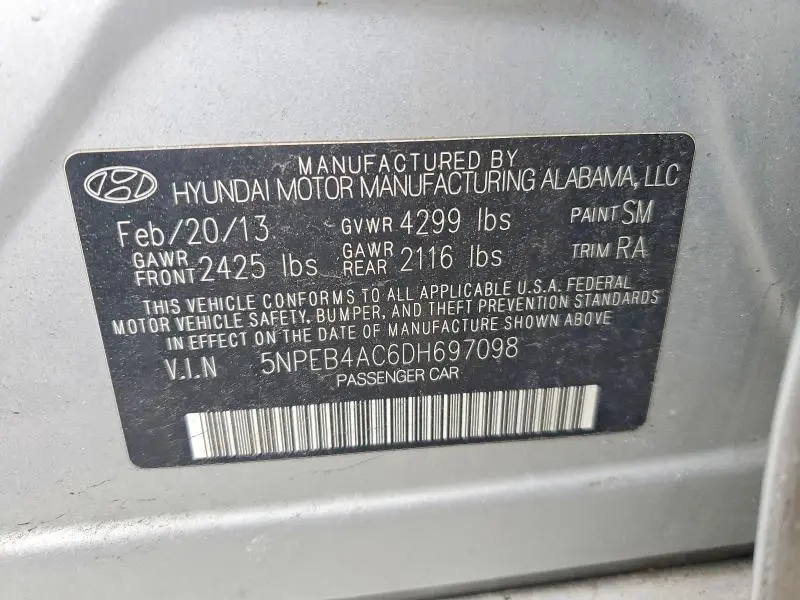 MANUFACTURED BY
HYUNDAI MOTOR MANUFACTURING ALABAMA, LLC
Feb/20/13 GVWR 4299 lbs PAINT SM
GAWR FRONT 2425 lbs GAWR REAR 2116 lbs TRIM RA
THIS VEHICLE CONFORMS TO ALL APPLICABLE U.S.A. FEDERAL
MOTOR VEHICLE SAFETY, BUMPER, AND THEFT PREVENTION STANDARDS
IN EFFECT ON THE DATE OF MANUFACTURE SHOWN ABOVE
V.I.N 5NPEB4AC6DH697098
PASSENGER CAR